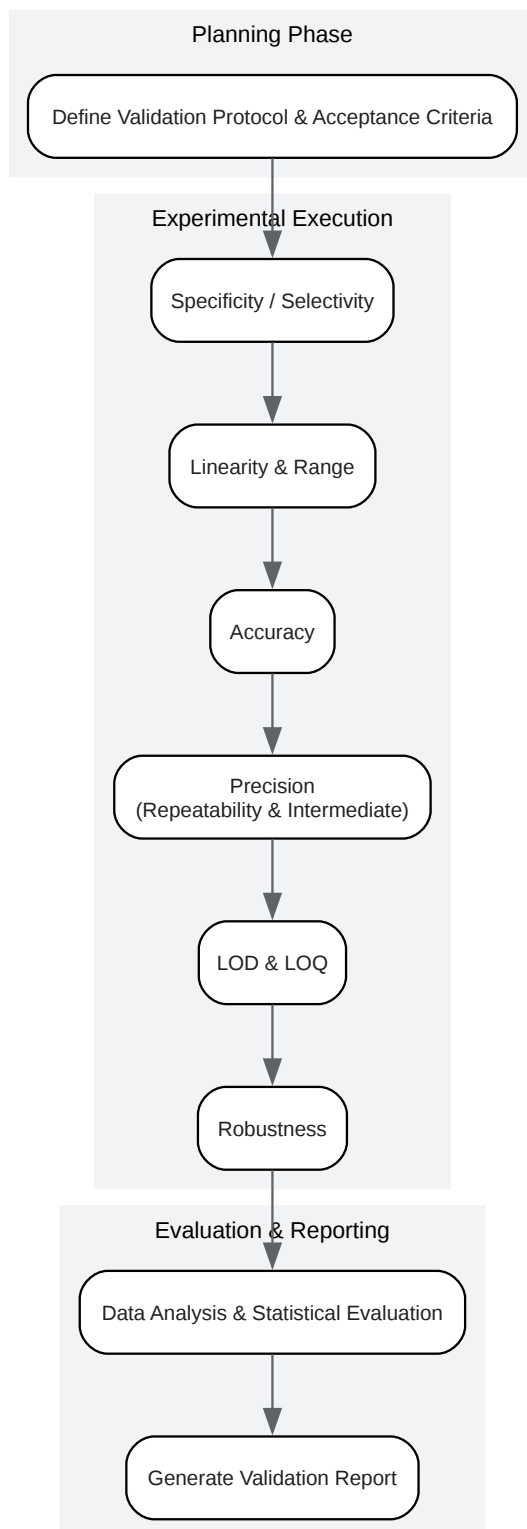 Planning Phase
Define Validation Protocol & Acceptance Criteria
Experimental Execution
Specificity / Selectivity
Linearity & Range
Accuracy
Precision
(Repeatability & Intermediate)
LOD & LOQ
Robustness
Evaluation & Reporting
Data Analysis & Statistical Evaluation
Generate Validation Report